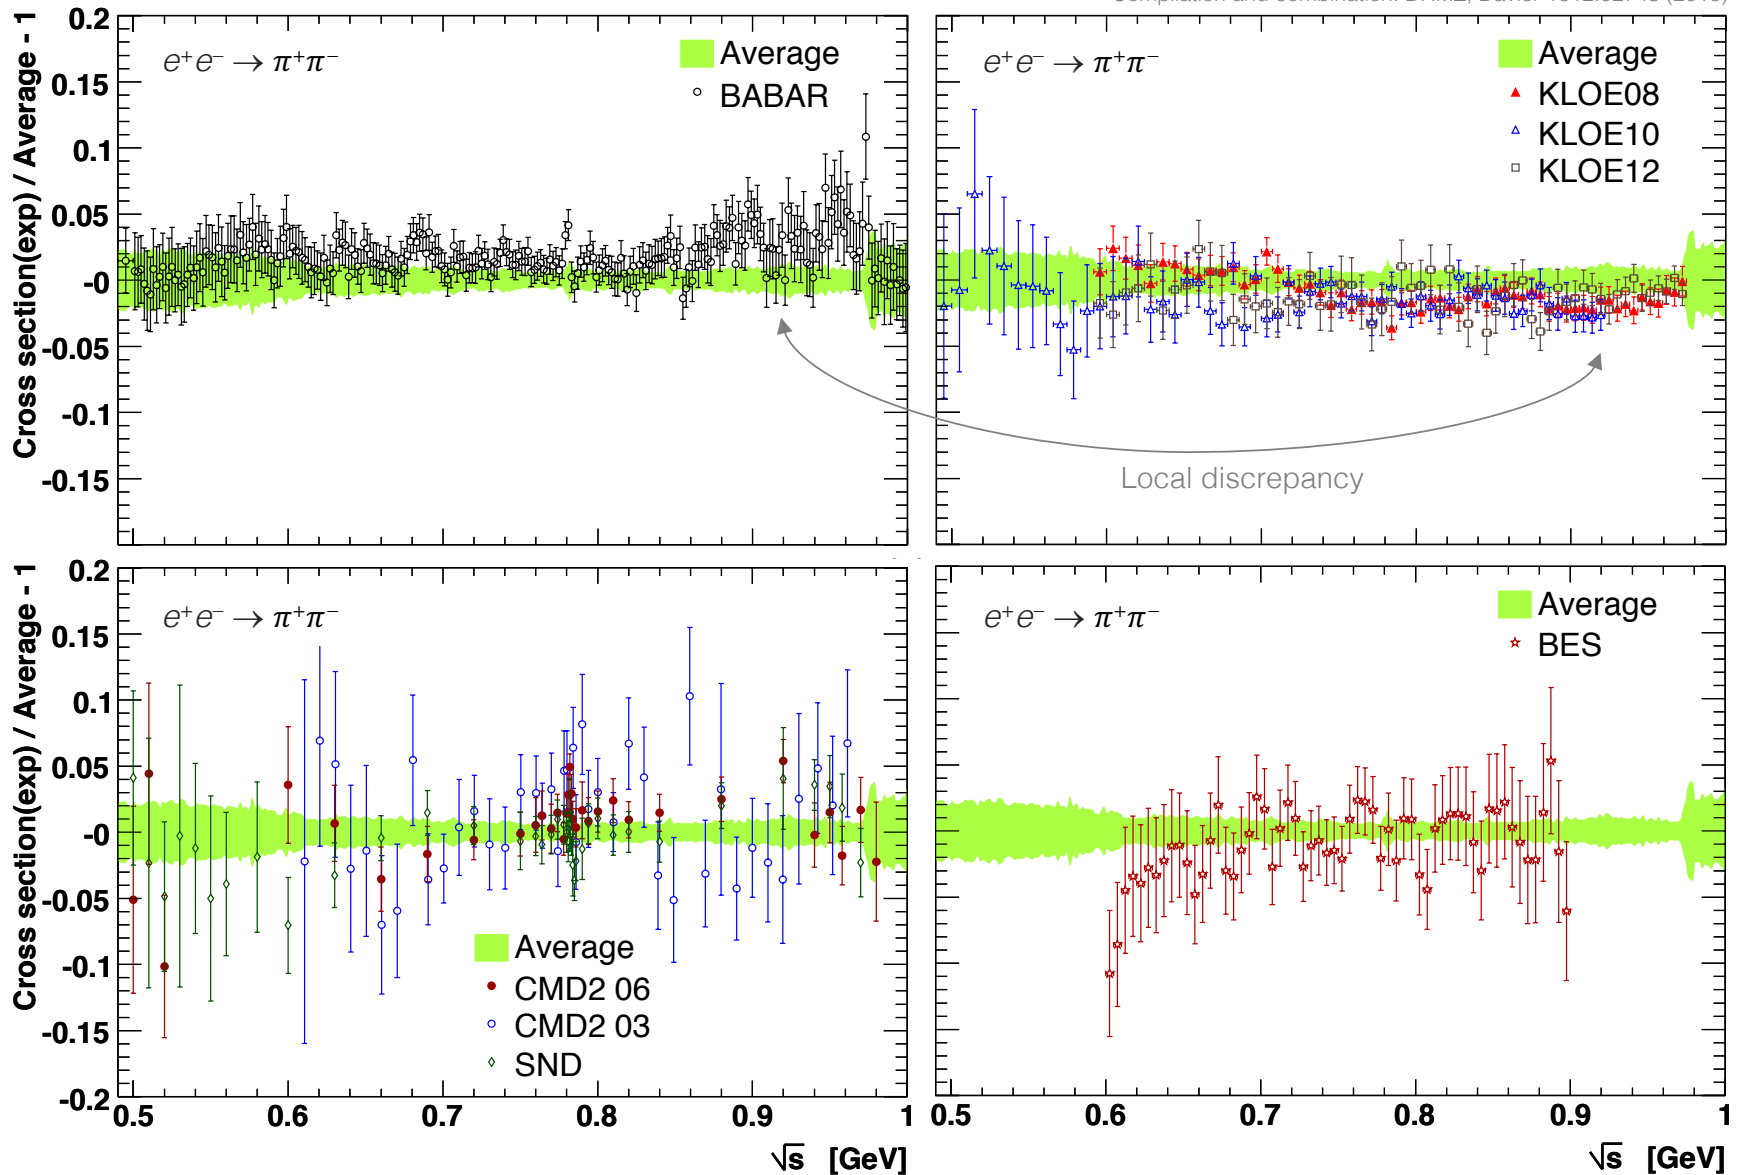 0.2
0.15
0.1
0.05
-0
-0.05
-0.1
-0.15
Cross section(exp) / Average - 1
e⁺e⁻ → π⁺π⁻
Average
BABAR
e⁺e⁻ → π⁺π⁻
Average
KLOE08
KLOE10
KLOE12
Local discrepancy
0.2
0.15
0.1
0.05
-0
-0.05
-0.1
-0.15
-0.2
Cross section(exp) / Average - 1
e⁺e⁻ → π⁺π⁻
Average
CMD2 06
CMD2 03
SND
0.5 0.6 0.7 0.8 0.9 1
√s [GeV]
e⁺e⁻ → π⁺π⁻
Average
BES
0.5 0.6 0.7 0.8 0.9 1
√s [GeV]